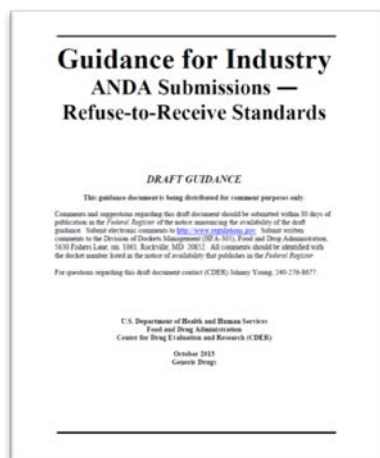 Guidance for Industry
ANDA Submissions —
Refuse-to-Receive Standards
DRAFT GUIDANCE
This guidance document is being distributed for comment purposes only.
Comments and suggestions regarding this draft document should be submitted within 30 days of
publication in the Federal Register of the notice announcing the availability of the draft
guidance. Submit electronic comments to http://www.regulations.gov. Submit written
comments to the Division of Dockets Management (HFA-305), Food and Drug Administration,
5630 Fishers Lane, rm. 1061, Rockville, MD 20852. All comments should be identified with
the docket number listed in the notice of availability that publishes in the Federal Register.
For questions regarding this draft document contact (CDER) Johnny Young, 240-276-8677.
U.S. Department of Health and Human Services
Food and Drug Administration
Center for Drug Evaluation and Research (CDER)
October 2013
Generic Drugs